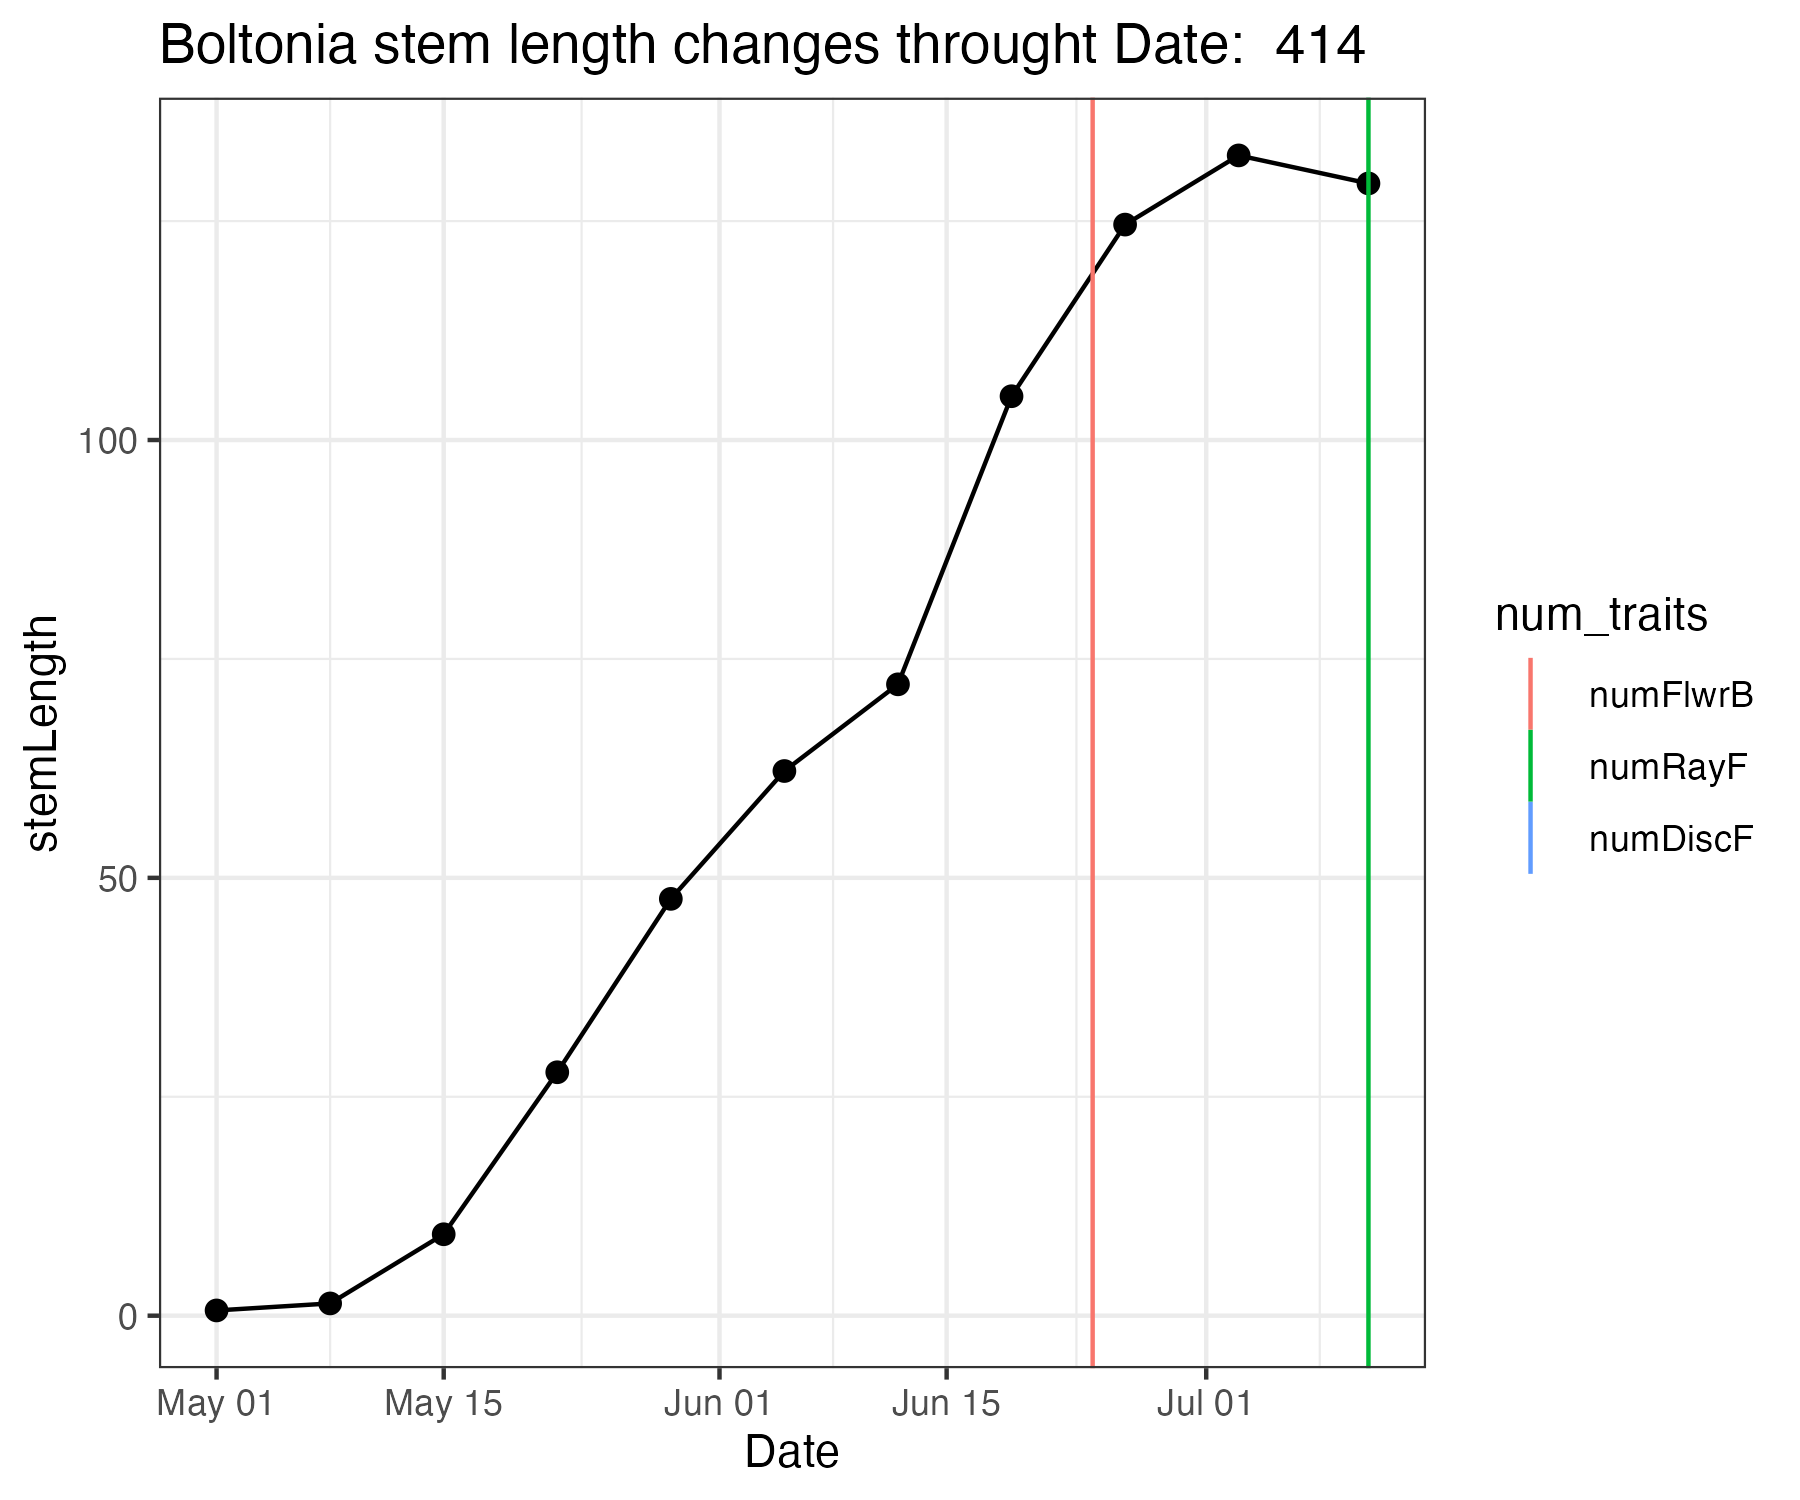 Boltonia stem length changes throught Date:  414
stemLength
100
50
0
May 01
May 15
Jun 01
Jun 15
Jul 01
Date
num_traits
numFlwrB
numRayF
numDiscF